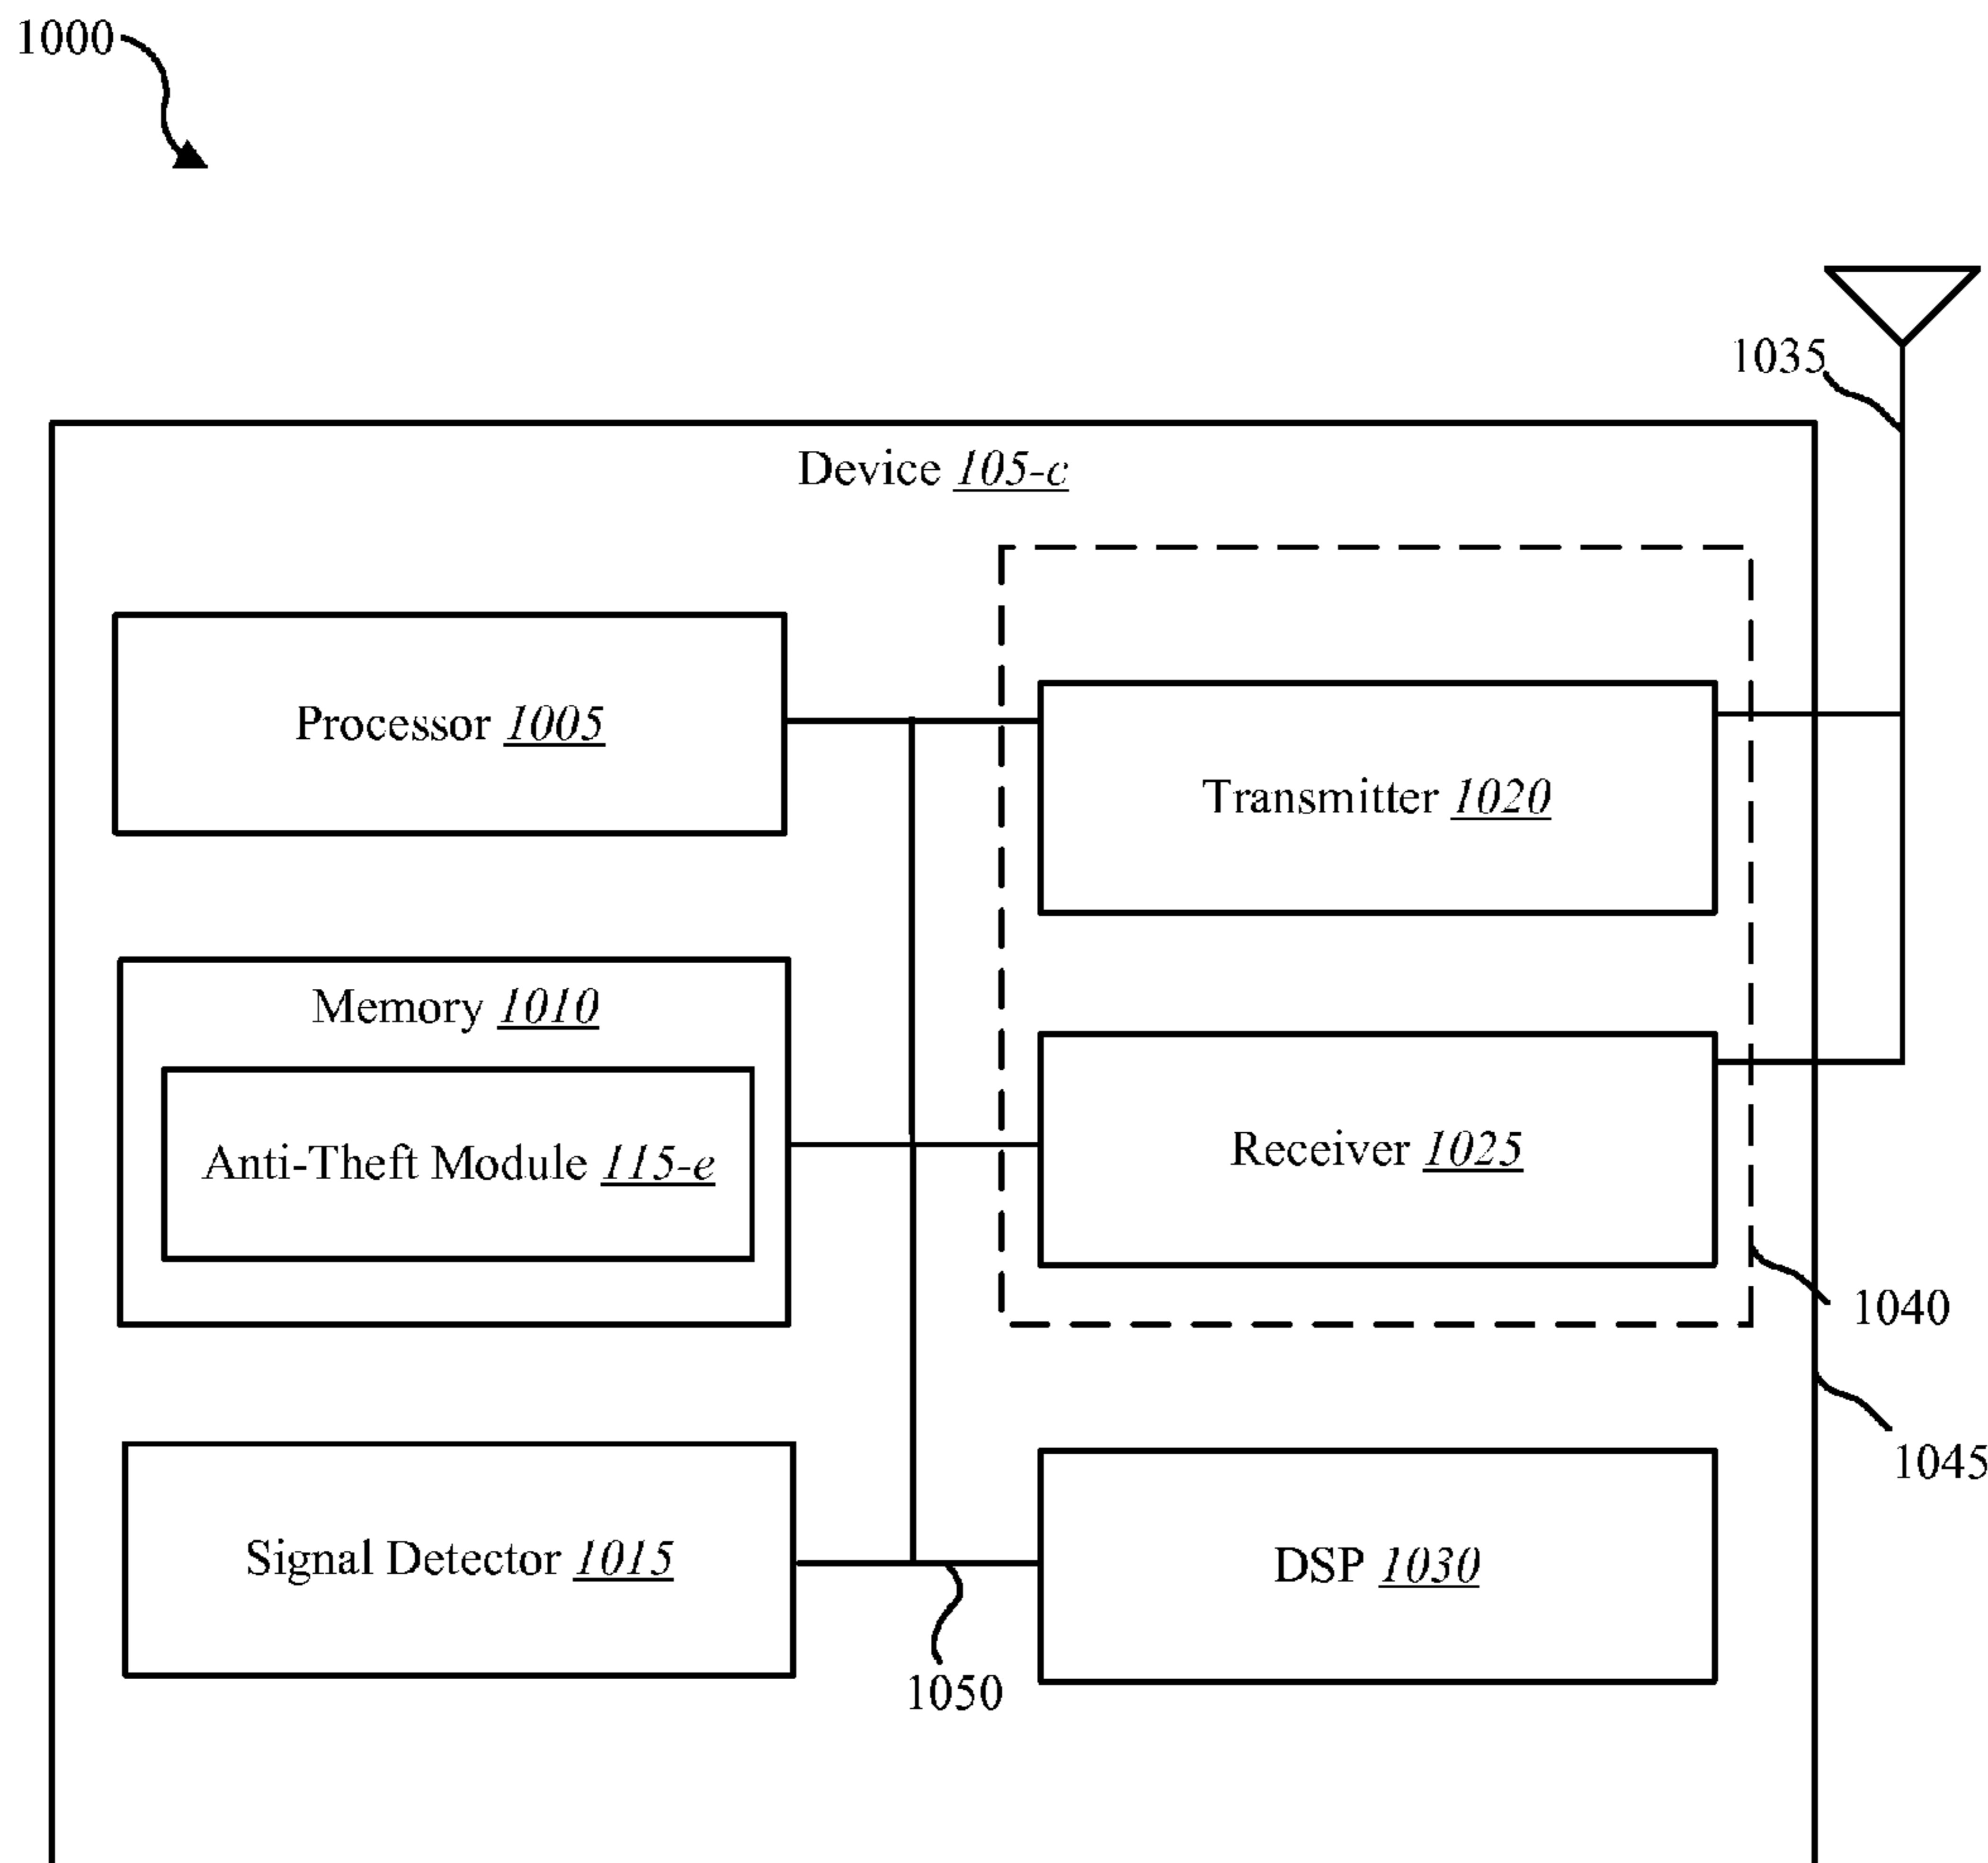 1000
1035
Device 105-c
Processor 1005
Transmitter 1020
Memory 1010
Anti-Theft Module 115-e
Receiver 1025
1040
1045
Signal Detector 1015
DSP 1030
1050